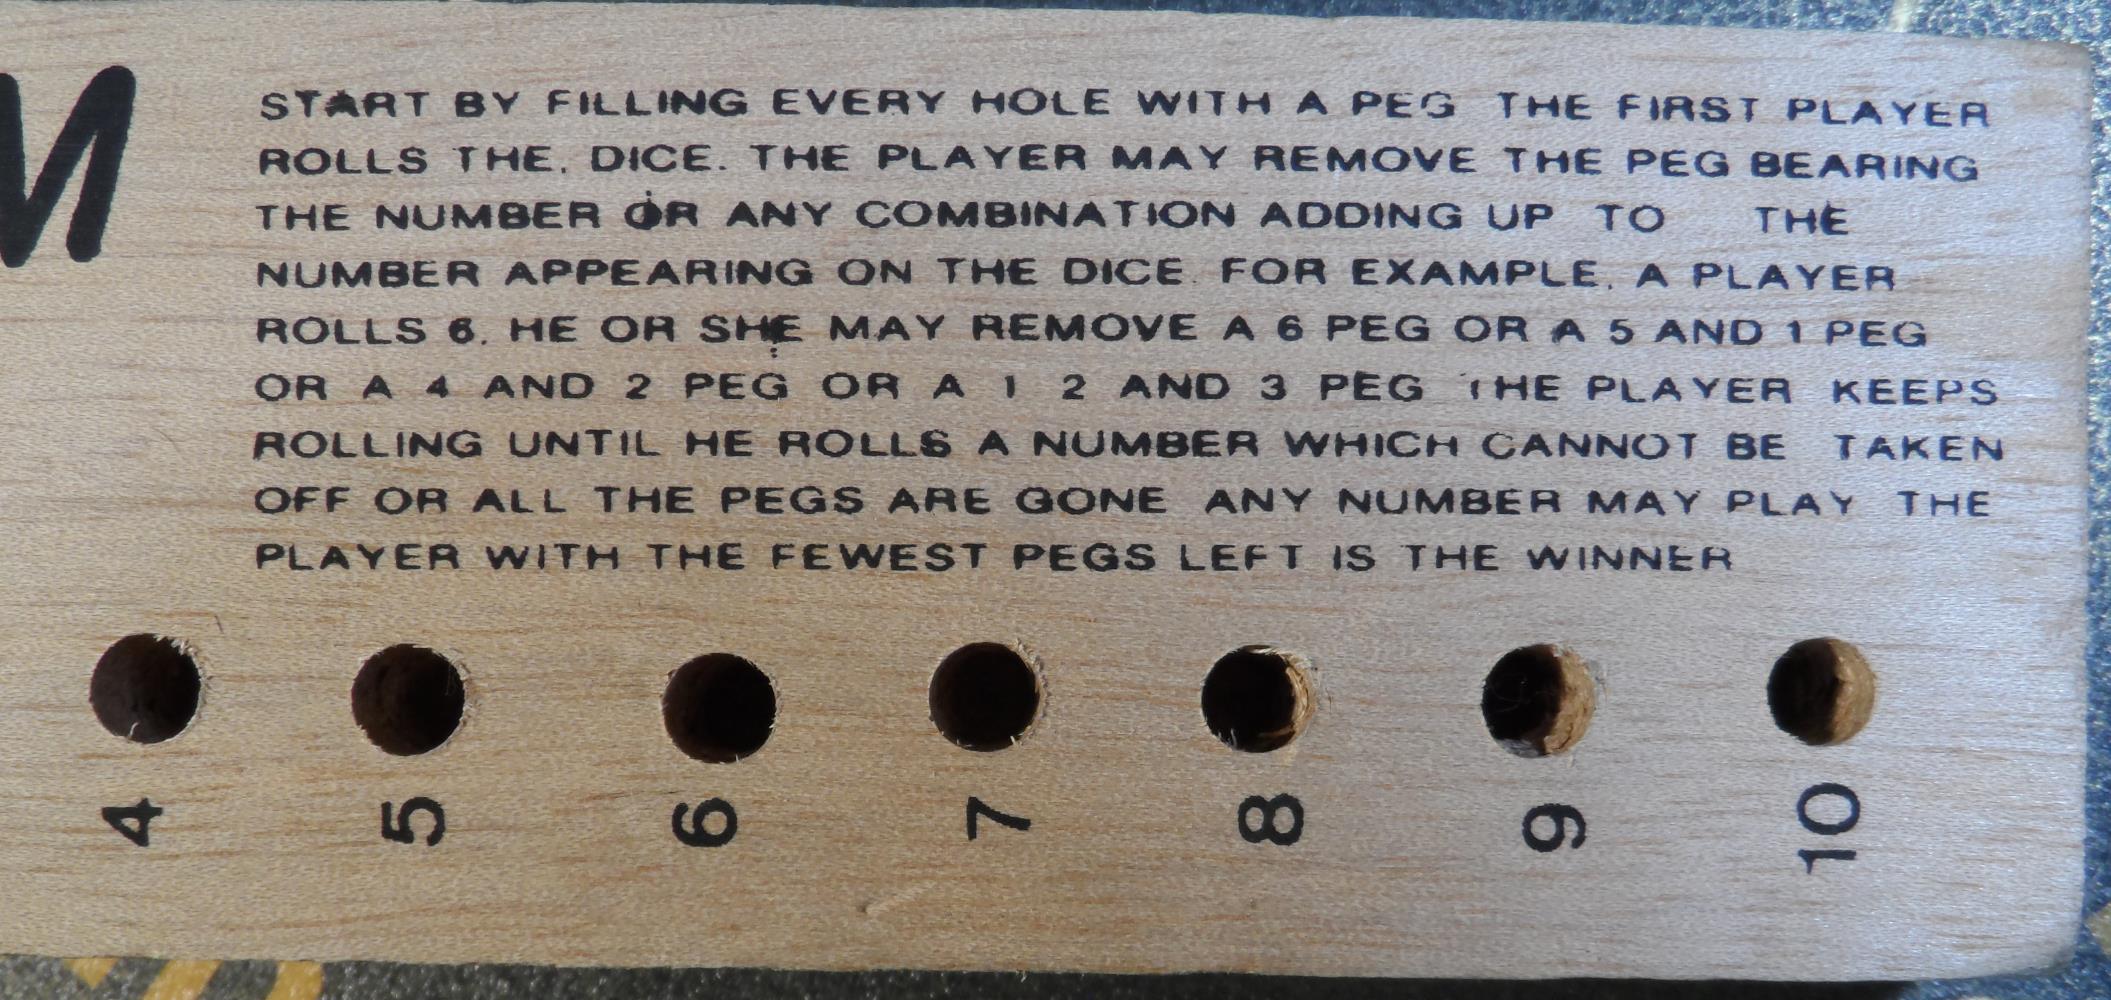 M
START BY FILLING EVERY HOLE WITH A PEG THE FIRST PLAYER
ROLLS THE. DICE. THE PLAYER MAY REMOVE THE PEG BEARING
THE NUMBER OR ANY COMBINATION ADDING UP TO THE
NUMBER APPEARING ON THE DICE. FOR EXAMPLE. A PLAYER
ROLLS 6. HE OR SHE MAY REMOVE A 6 PEG OR A 5 AND 1 PEG
OR A 4 AND 2 PEG OR A 1 2 AND 3 PEG THE PLAYER KEEPS
ROLLING UNTIL HE ROLLS A NUMBER WHICH CANNOT BE TAKEN
OFF OR ALL THE PEGS ARE GONE ANY NUMBER MAY PLAY THE
PLAYER WITH THE FEWEST PEGS LEFT IS THE WINNER
4 5 6 7 8 9 10